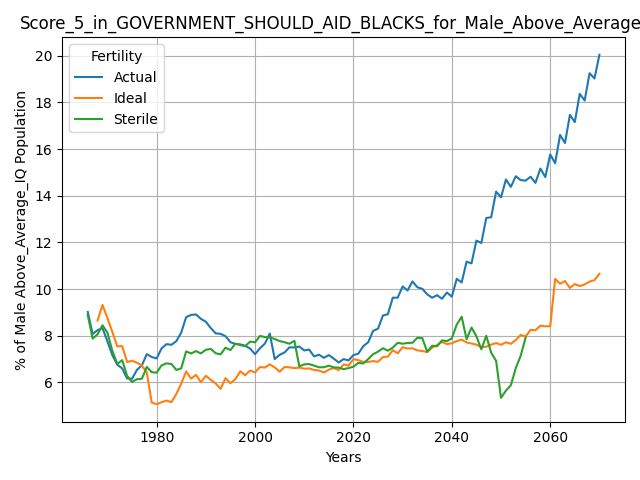 Score_5_in_GOVERNMENT_SHOULD_AID_BLACKS_for_Male_Above_Average
Fertility
Actual
Ideal
Sterile
% of Male Above_Average_IQ Population
20
18
16
14
12
10
8
6
1980
2000
2020
2040
2060
Years